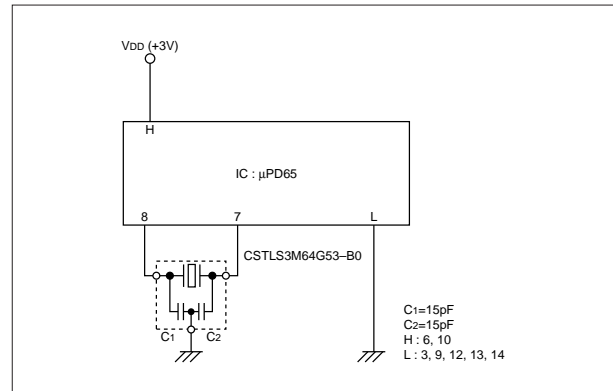 VDD (+3V)
H
IC : µPD65
8 7 L
CSTLS3M64G53–B0
C1 C2
C1=15pF
C2=15pF
H : 6, 10
L : 3, 9, 12, 13, 14